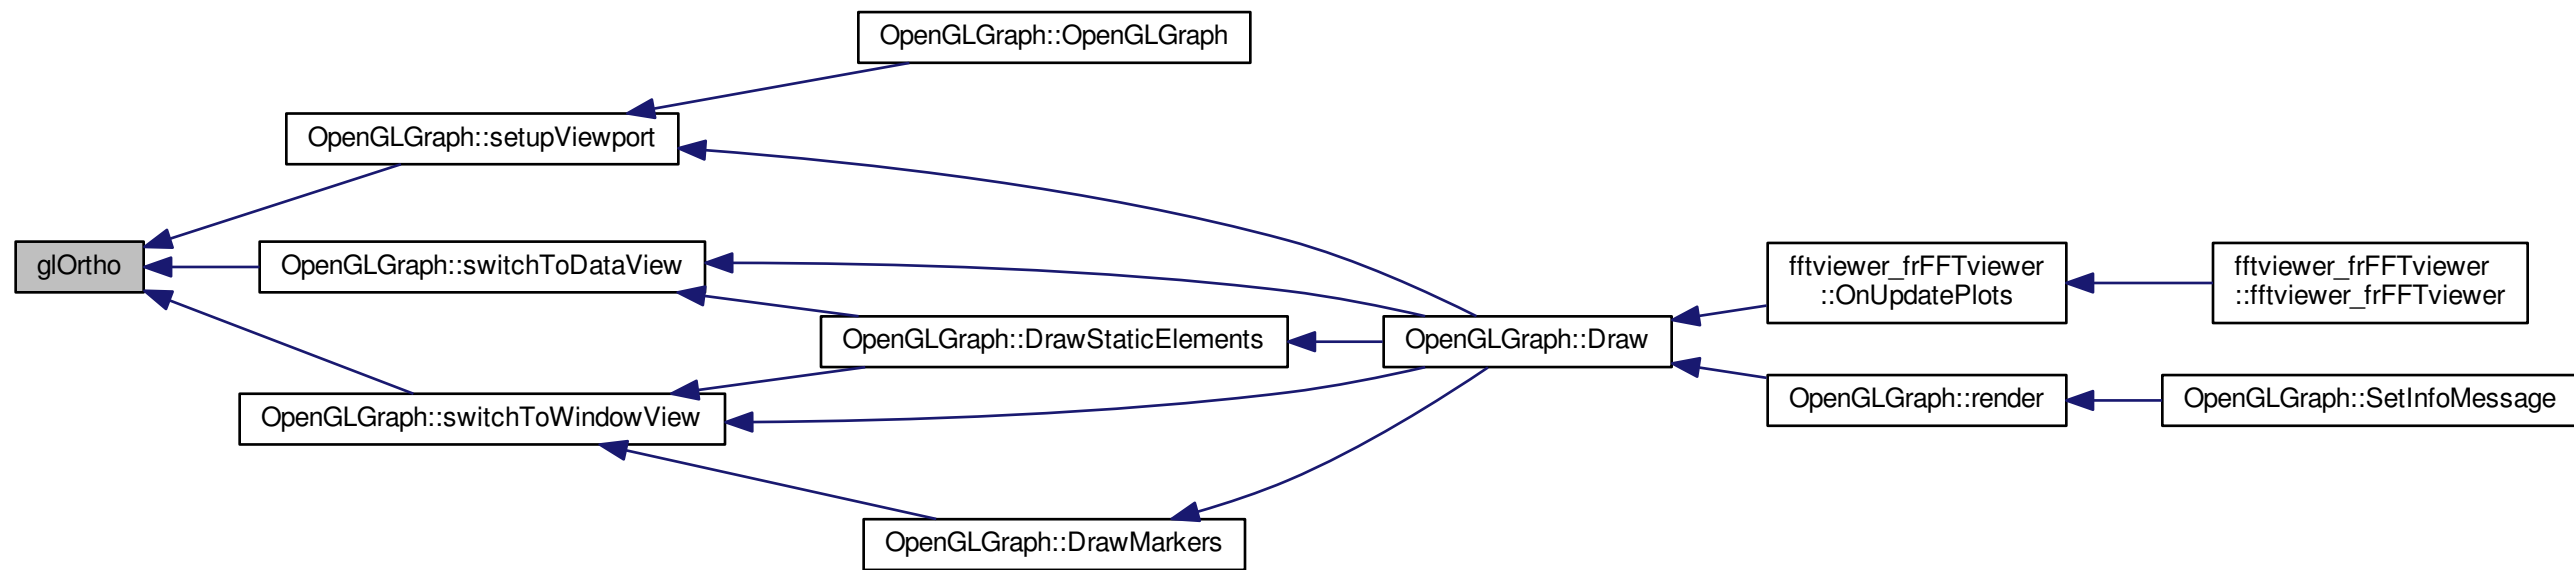 OpenGLGraph::OpenGLGraph
OpenGLGraph::setupViewport
glOrtho
OpenGLGraph::switchToDataView
fftviewer_frFFTviewer
::OnUpdatePlots
fftviewer_frFFTviewer
::fftviewer_frFFTviewer
OpenGLGraph::DrawStaticElements
OpenGLGraph::Draw
OpenGLGraph::switchToWindowView
OpenGLGraph::render
OpenGLGraph::SetInfoMessage
OpenGLGraph::DrawMarkers